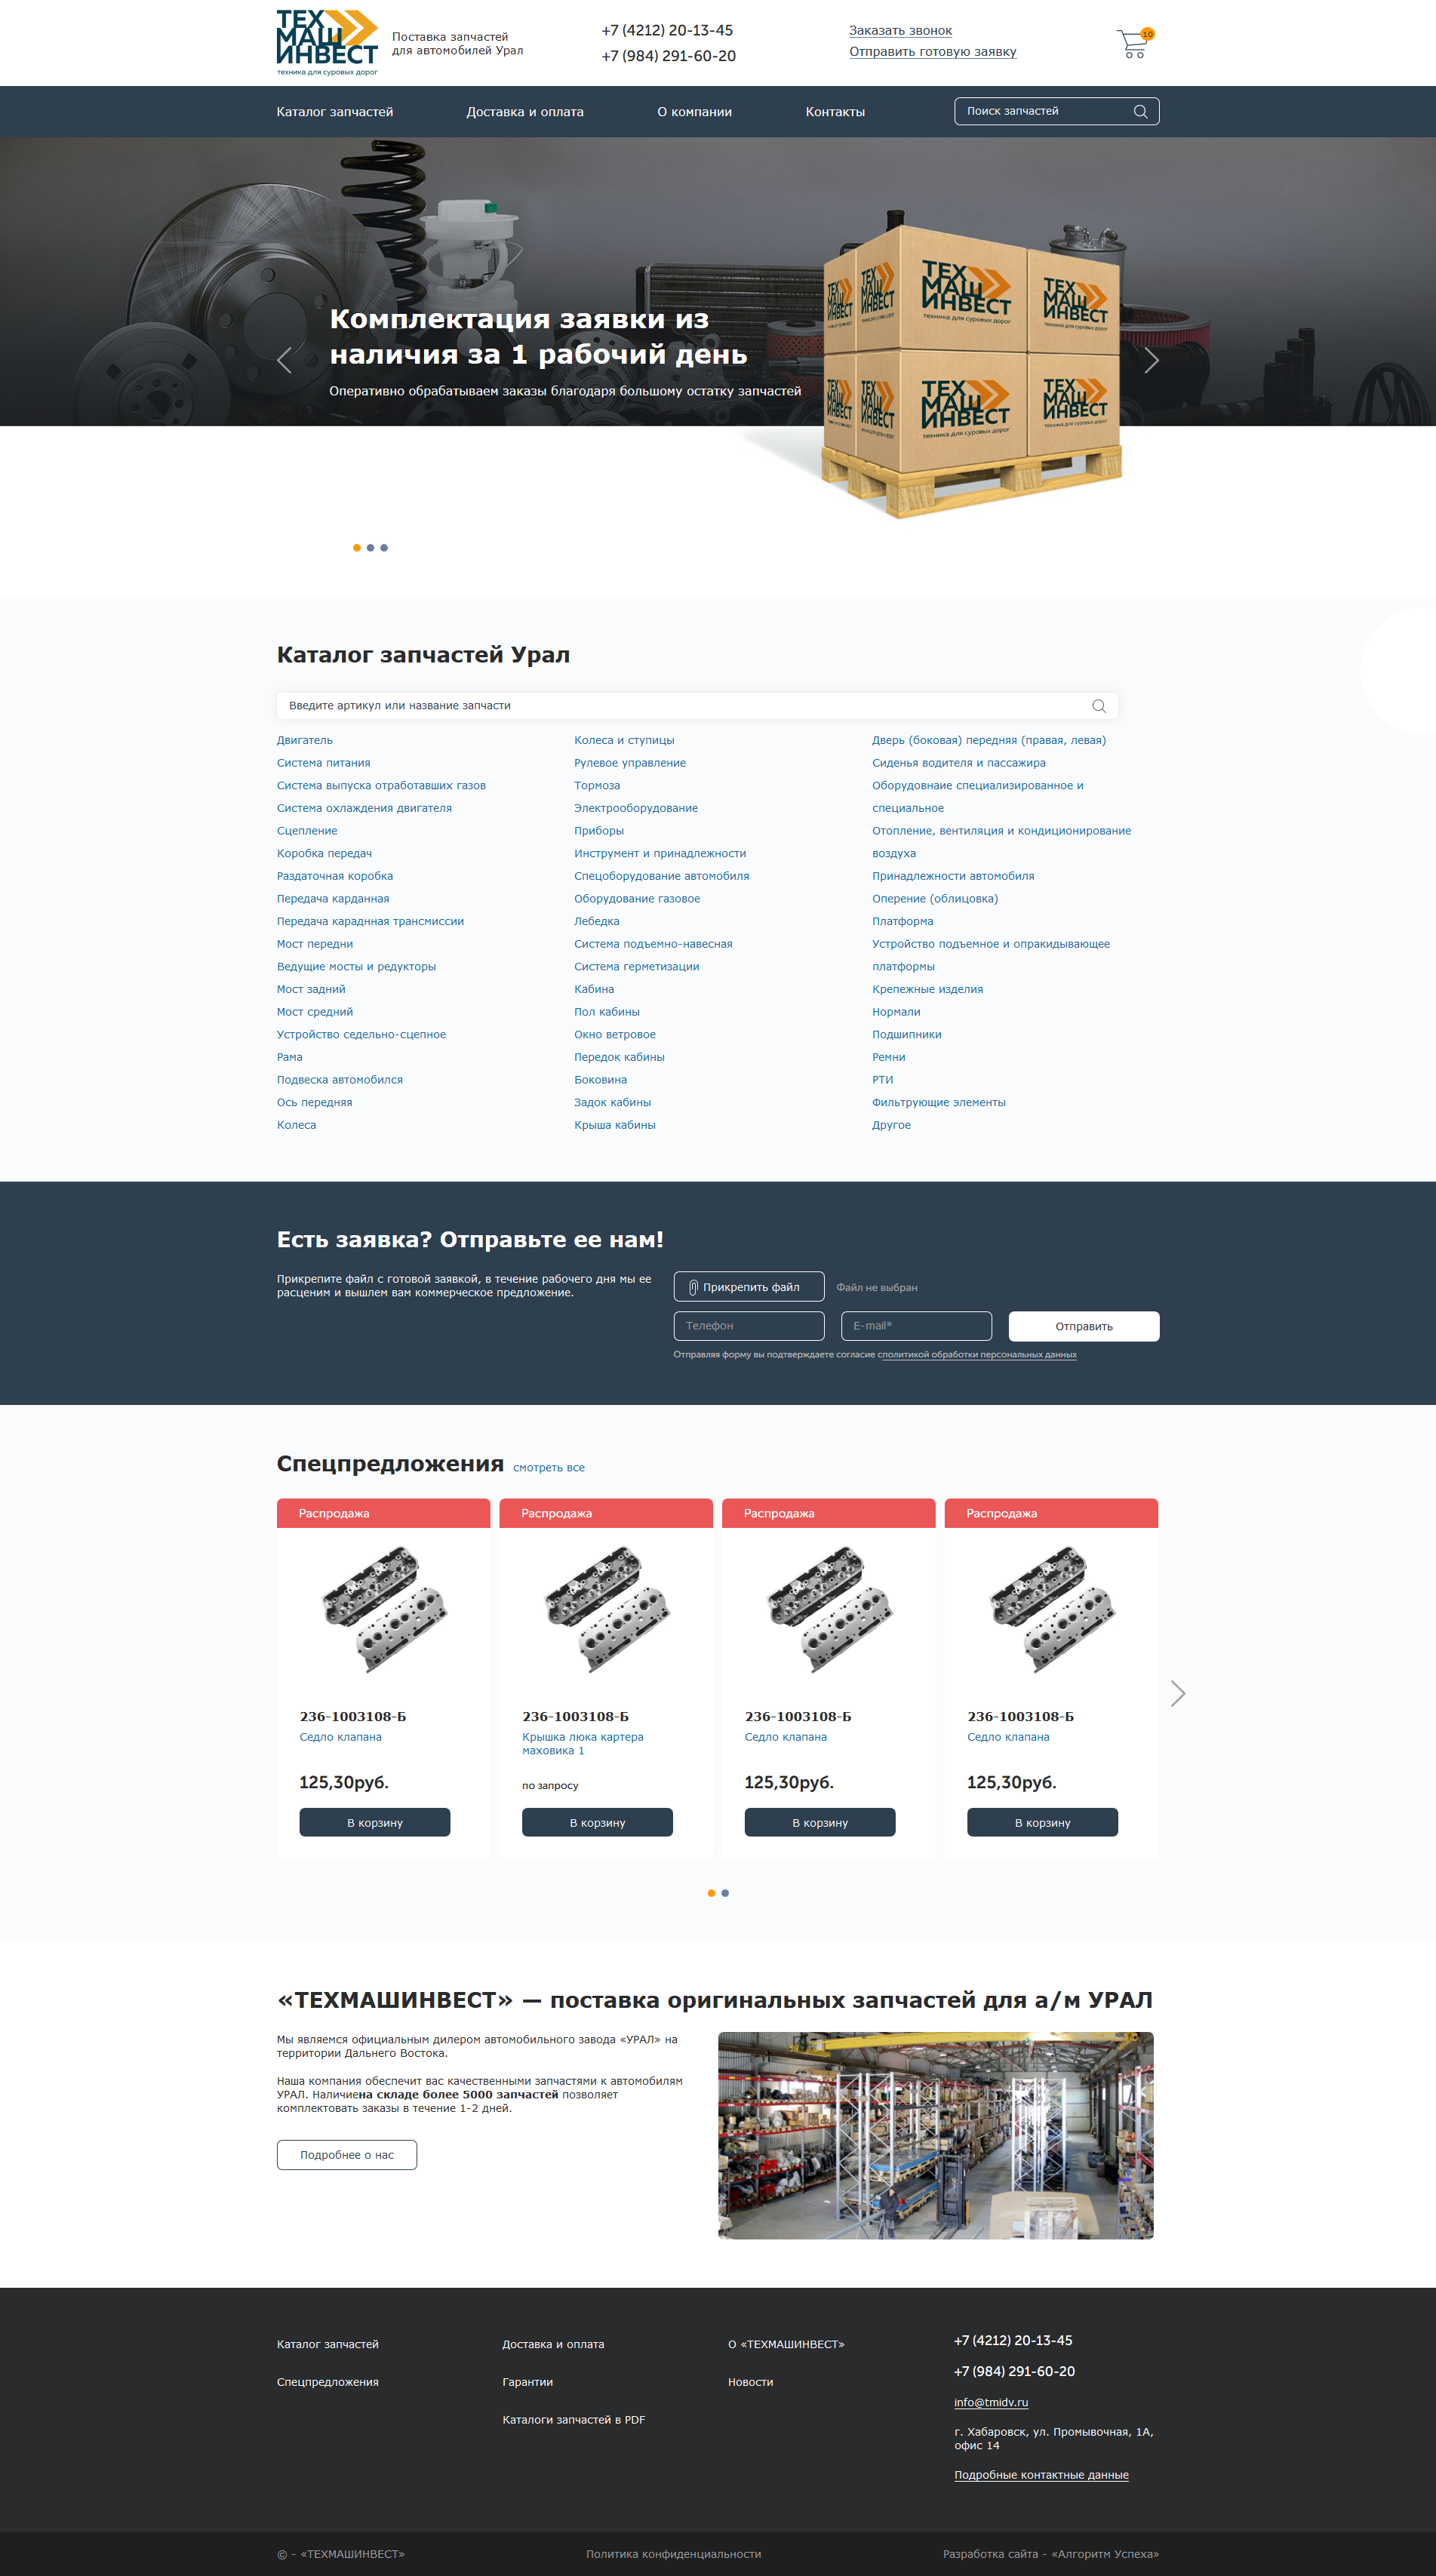 ТЕХ
МАШ
ИНВЕСТ
техника для суровых дорог
Поставка запчастей
для автомобилей Урал
+7 (4212) 20-13-45
+7 (984) 291-60-20
Заказать звонок
Отправить готовую заявку
10
Каталог запчастей
Доставка и оплата
О компании
Контакты
Поиск запчастей
Комплектация заявки из
наличия за 1 рабочий день
Оперативно обрабатываем заказы благодаря большому остатку запчастей
ТЕХ
МАШ
ИНВЕСТ
техника для суровых дорог
Каталог запчастей Урал
Введите артикул или название запчасти
Двигатель
Система питания
Система выпуска отработавших газов
Система охлаждения двигателя
Сцепление
Коробка передач
Раздаточная коробка
Передача карданная
Передача караднная трансмиссии
Мост передни
Ведущие мосты и редукторы
Мост задний
Мост средний
Устройство седельно-сцепное
Рама
Подвеска автомобился
Ось передняя
Колеса
Колеса и ступицы
Рулевое управление
Тормоза
Электрооборудование
Приборы
Инструмент и принадлежности
Спецоборудование автомобиля
Оборудование газовое
Лебедка
Система подъемно-навесная
Система герметизации
Кабина
Пол кабины
Окно ветровое
Передок кабины
Боковина
Задок кабины
Крыша кабины
Дверь (боковая) передняя (правая, левая)
Сиденья водителя и пассажира
Оборудовнаие специализированное и
специальное
Отопление, вентиляция и кондиционирование
воздуха
Принадлежности автомобиля
Оперение (облицовка)
Платформа
Устройство подъемное и опракидывающее
платформы
Крепежные изделия
Нормали
Подшипники
Ремни
РТИ
Фильтрующие элементы
Другое
Есть заявка? Отправьте ее нам!
Прикрепите файл с готовой заявкой, в течение рабочего дня мы ее
расценим и вышлем вам коммерческое предложение.
Прикрепить файл
Файл не выбран
Телефон
E-mail*
Отправить
Отправляя форму вы подтверждаете согласие сполитикой обработки персональных данных
Спецпредложения
смотреть все
Распродажа
236-1003108-Б
Седло клапана
125,30руб.
В корзину
Распродажа
236-1003108-Б
Крышка люка картера
маховика 1
по запросу
В корзину
Распродажа
236-1003108-Б
Седло клапана
125,30руб.
В корзину
Распродажа
236-1003108-Б
Седло клапана
125,30руб.
В корзину
«ТЕХМАШИНВЕСТ» — поставка оригинальных запчастей для а/м УРАЛ
Мы являемся официальным дилером автомобильного завода «УРАЛ» на
территории Дальнего Востока.
Наша компания обеспечит вас качественными запчастями к автомобилям
УРАЛ. Наличиена складе более 5000 запчастей позволяет
комплектовать заказы в течение 1-2 дней.
Подробнее о нас
Каталог запчастей
Спецпредложения
Доставка и оплата
Гарантии
Каталоги запчастей в PDF
О «ТЕХМАШИНВЕСТ»
Новости
+7 (4212) 20-13-45
+7 (984) 291-60-20
info@tmidv.ru
г. Хабаровск, ул. Промывочная, 1А,
офис 14
Подробные контактные данные
© - «ТЕХМАШИНВЕСТ»
Политика конфиденциальности
Разработка сайта - «Алгоритм Успеха»